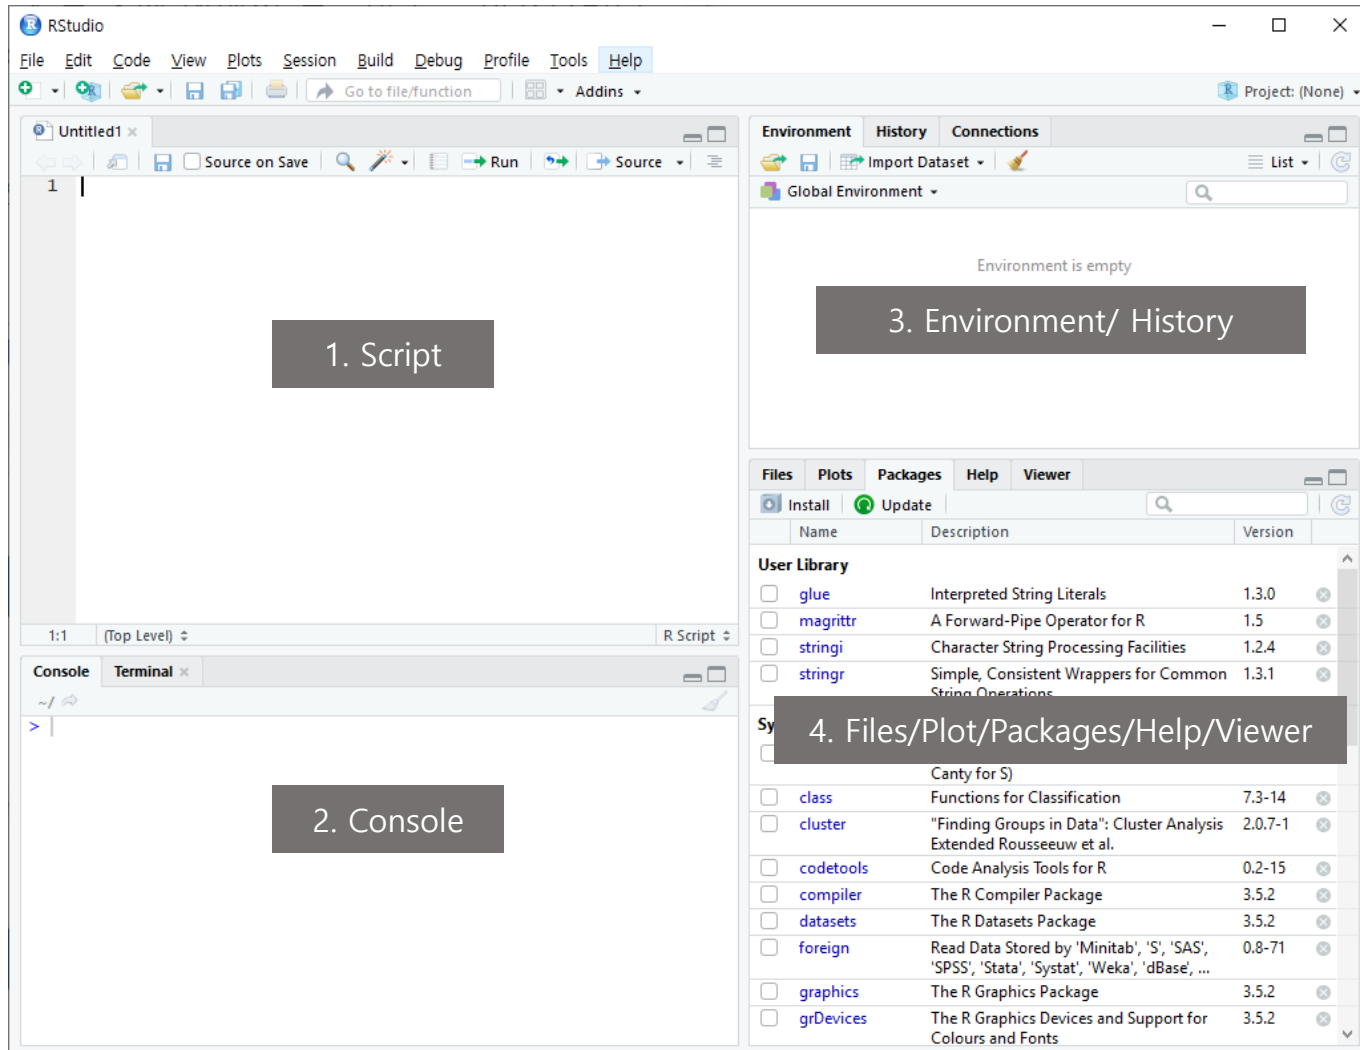 RStudio
File Edit Code View Plots Session Build Debug Profile Tools Help
Go to file/function Addins Project: (None)
Untitled1
Source on Save Run Source
1
1. Script
1:1 (Top Level) R Script
Console Terminal
~/
>
2. Console
Environment History Connections
Import Dataset List
Global Environment
Environment is empty
3. Environment/ History
Files Plots Packages Help Viewer
Install Update
Name Description Version
User Library
glue Interpreted String Literals 1.3.0
magrittr A Forward-Pipe Operator for R 1.5
stringi Character String Processing Facilities 1.2.4
stringr Simple, Consistent Wrappers for Common 1.3.1
String Operations
Sy
4. Files/Plot/Packages/Help/Viewer
Canty for S)
class Functions for Classification 7.3-14
cluster "Finding Groups in Data": Cluster Analysis 2.0.7-1
Extended Rousseeuw et al.
codetools Code Analysis Tools for R 0.2-15
compiler The R Compiler Package 3.5.2
datasets The R Datasets Package 3.5.2
foreign Read Data Stored by 'Minitab', 'S', 'SAS', 0.8-71
'SPSS', 'Stata', 'Systat', 'Weka', 'dBase', ...
graphics The R Graphics Package 3.5.2
grDevices The R Graphics Devices and Support for 3.5.2
Colours and Fonts